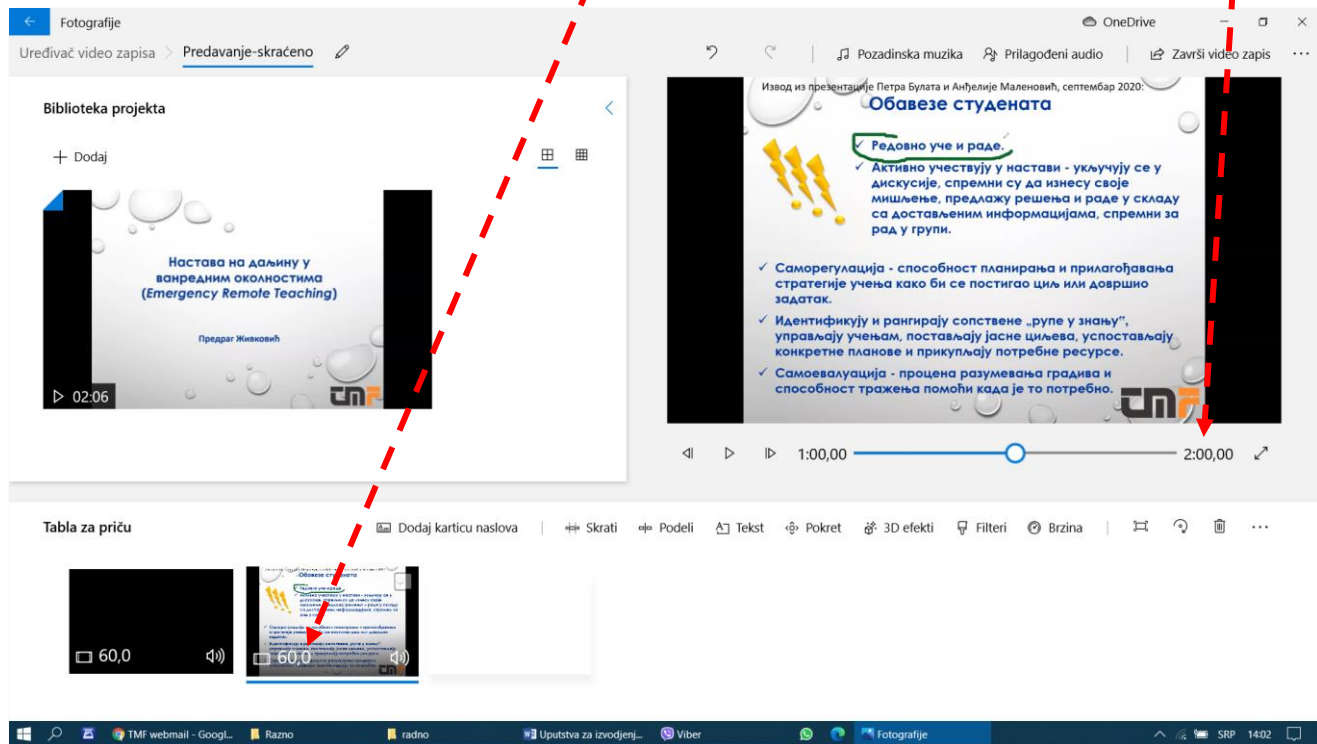 Fotografije
OneDrive
Uređivač video zapisa > Predavanje-skraćeno
Pozadinska muzika
Prilagođeni audio
Završi video zapis
Biblioteka projekta
+ Dodaj
Настава на даљину у
ванредним околностима
(Emergency Remote Teaching)
Предраг Живковић
TMF
02:06
Извод из презентације Петра Булата и Анђелије Маленовић, септембар 2020:
Обавезе студената
✓ Редовно уче и раде.
✓ Активно учествују у настави - укључују се у
дискусије, спремни су да изнесу своје
мишљење, предлажу решења и раде у складу
са достављеним информацијама, спремни за
рад у групи.
✓ Саморегулација - способност планирања и прилагођавања
стратегије учења како би се постигао циљ или довршио
задатак.
✓ Идентификују и рангирају сопствене „рупе у знању”,
управљају учењам, постављају јасне циљева, успостављају
конкретне планове и прикупљају потребне ресурсе.
✓ Самоевалуација - процена разумевања градива и
способност тражења помоћи када је то потребно.
TMF
1:00,00
2:00,00
Tabla za priču
Dodaj karticu naslova
Skrati
Podeli
Tekst
Pokret
3D efekti
Filteri
Brzina
60,0
Обавезе студената
60,0
TMF webmail - Googl...
Razno
radno
Uputstva za izvodjenj...
Viber
Fotografije
SRP
14:02